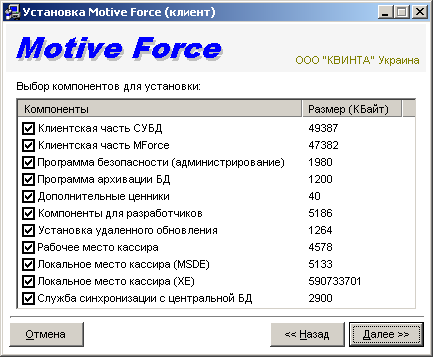 Установка Motive Force (клиент)
Motive Force
ООО "КВИНТА" Украина
Выбор компонентов для установки:
Компоненты Размер (КБайт)
Клиентская часть СУБД 49387
Клиентская часть MForce 47382
Программа безопасности (администрирование) 1980
Программа архивации БД 1200
Дополнительные ценники 40
Компоненты для разработчиков 5186
Установка удаленного обновления 1264
Рабочее место кассира 4578
Локальное место кассира (MSDE) 5133
Локальное место кассира (XE) 590733701
Служба синхронизации с центральной БД 2900
Отмена << Назад Далее >>